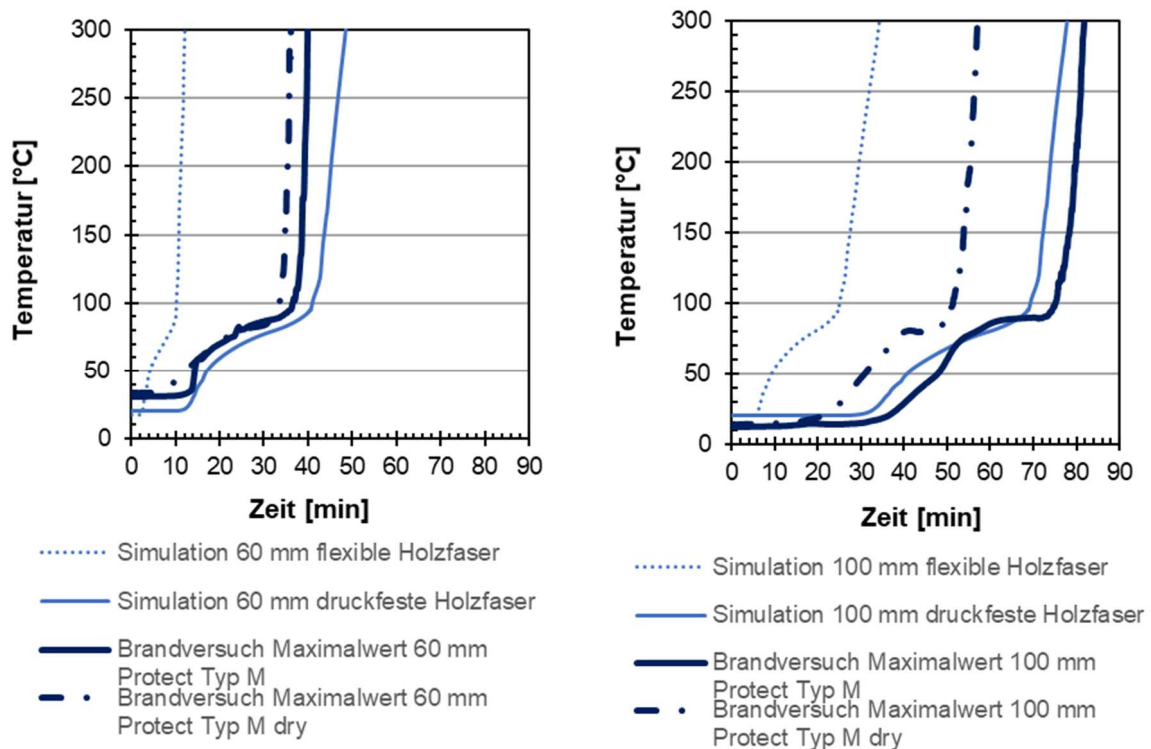 300
250
200
150
100
50
0
Temperatur [°C]
0 10 20 30 40 50 60 70 80 90
Zeit [min]
Simulation 60 mm flexible Holzfaser
Simulation 60 mm druckfeste Holzfaser
Brandversuch Maximalwert 60 mm
Protect Typ M
Brandversuch Maximalwert 60 mm
Protect Typ M dry
300
250
200
150
100
50
0
Temperatur [°C]
0 10 20 30 40 50 60 70 80 90
Zeit [min]
Simulation 100 mm flexible Holzfaser
Simulation 100 mm druckfeste Holzfaser
Brandversuch Maximalwert 100 mm
Protect Typ M
Brandversuch Maximalwert 100 mm
Protect Typ M dry